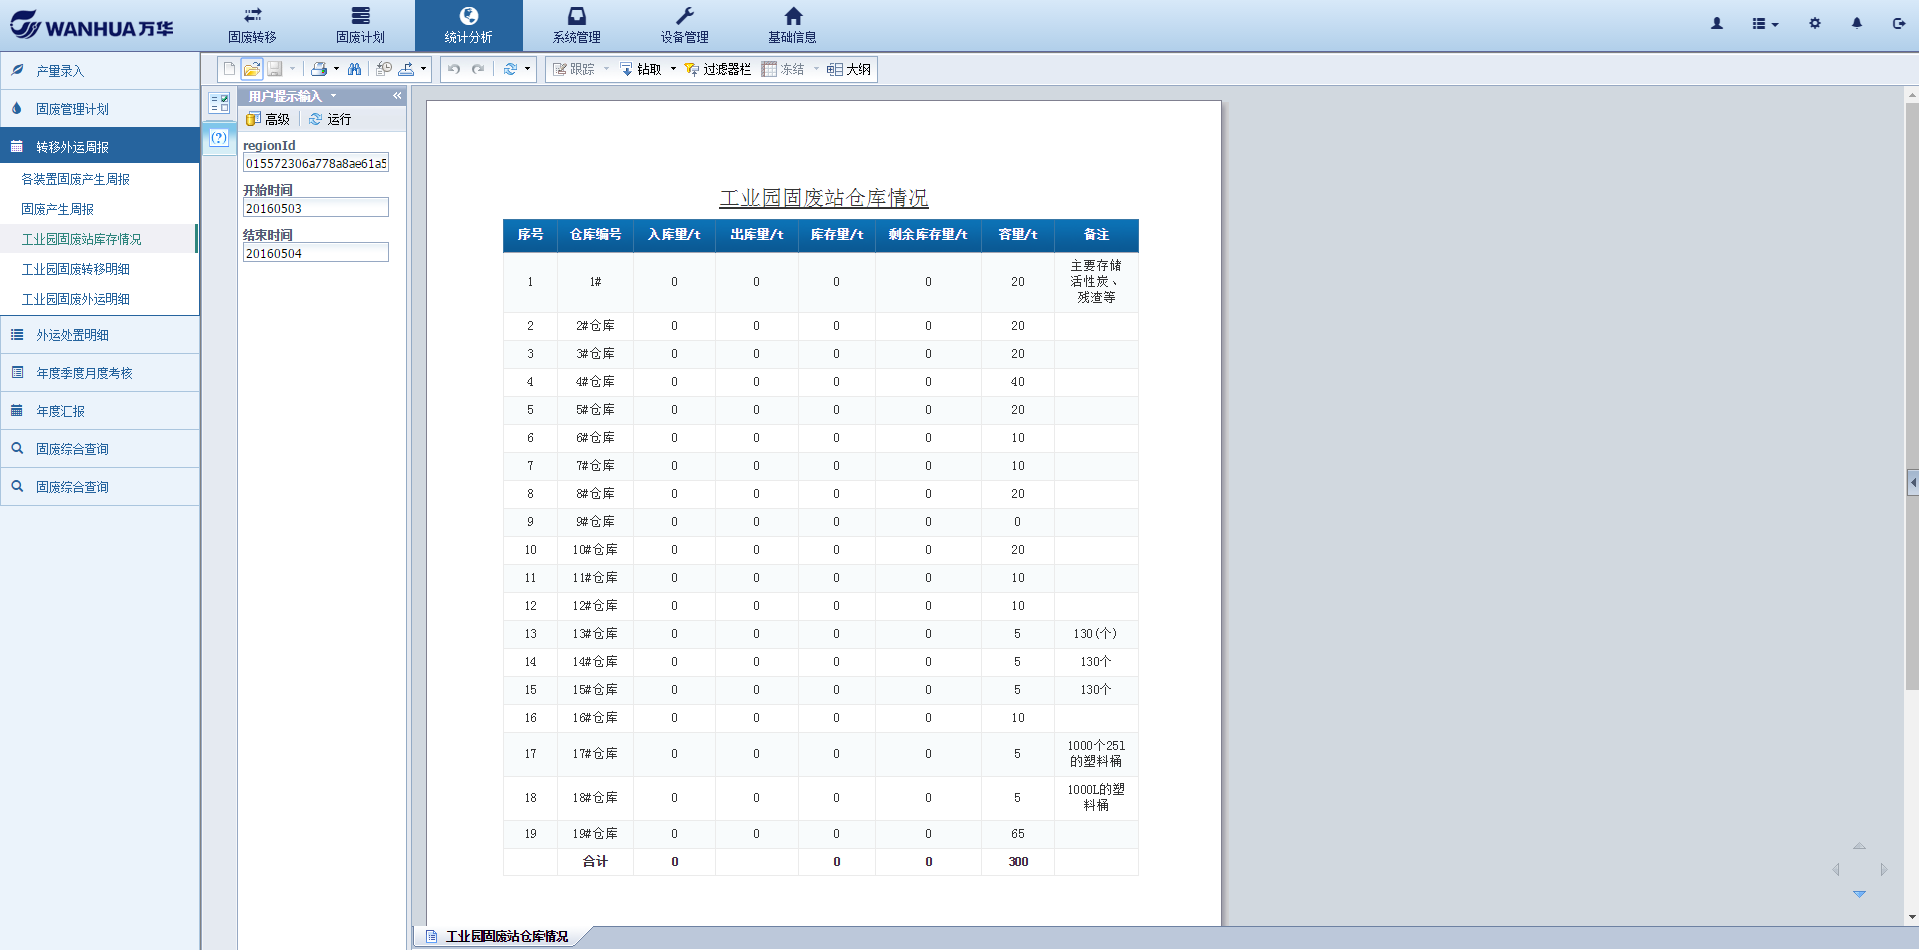 WANHUA万华
固废转移 固废计划 统计分析 系统管理 设备管理 基础信息
产量录入
固废管理计划
转移外运周报
各装置固废产生周报
固废产生周报
工业园固废站库存情况
工业园固废转移明细
工业园固废外运明细
外运处置明细
年度季度月度考核
年度汇报
固废综合查询
固废综合查询
跟踪 钻取 过滤器栏 冻结 大纲
用户提示输入
高级 运行
regionId
015572306a778a8ae61a5
开始时间
20160503
结束时间
20160504
工业园固废站仓库情况
序号 仓库编号 入库量/t 出库量/t 库存量/t 剩余库存量/t 容量/t 备注
1 1# 0 0 0 0 20 主要存储
活性炭、
残渣等
2 2#仓库 0 0 0 0 20
3 3#仓库 0 0 0 0 20
4 4#仓库 0 0 0 0 40
5 5#仓库 0 0 0 0 20
6 6#仓库 0 0 0 0 10
7 7#仓库 0 0 0 0 10
8 8#仓库 0 0 0 0 20
9 9#仓库 0 0 0 0 0
10 10#仓库 0 0 0 0 20
11 11#仓库 0 0 0 0 10
12 12#仓库 0 0 0 0 10
13 13#仓库 0 0 0 0 5 130(个)
14 14#仓库 0 0 0 0 5 130个
15 15#仓库 0 0 0 0 5 130个
16 16#仓库 0 0 0 0 10
17 17#仓库 0 0 0 0 5 1000个25l
的塑料桶
18 18#仓库 0 0 0 0 5 1000L的塑
料桶
19 19#仓库 0 0 0 0 65
合计 0 0 0 300
工业园固废站仓库情况